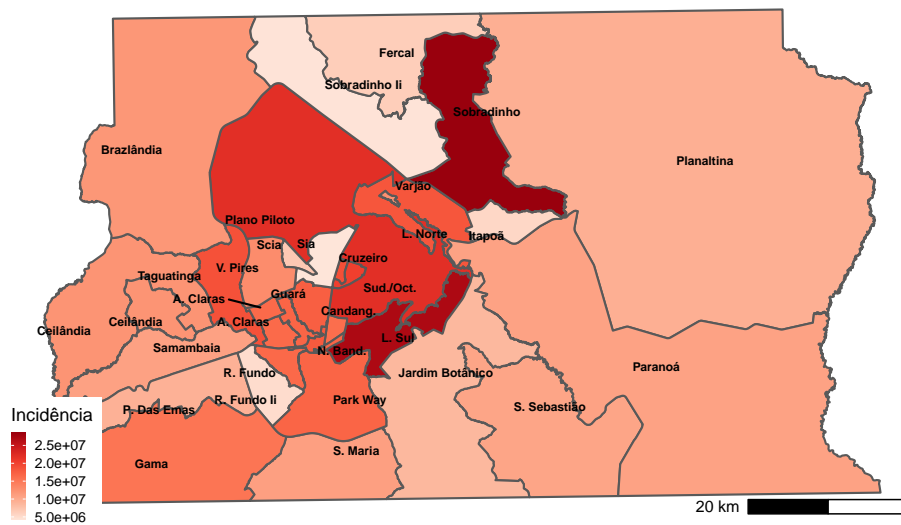 Fercal
Sobradinho Ii
Sobradinho
Brazlândia
Planaltina
Varjão
Plano Piloto
L. Norte
Itapoã
Scia
Sia
Cruzeiro
V. Pires
Taguatinga
Guará
Sud./Oct.
A. Claras
Candang.
Ceilândia
Ceilândia
A. Claras
L. Sul
Samambaia
N. Band.
R. Fundo
Jardim Botânico
Paranoá
R. Fundo Ii
Park Way
P. Das Emas
S. Sebastião
S. Maria
Gama
Incidência
2.5e+07
2.0e+07
1.5e+07
1.0e+07
5.0e+06
20 km